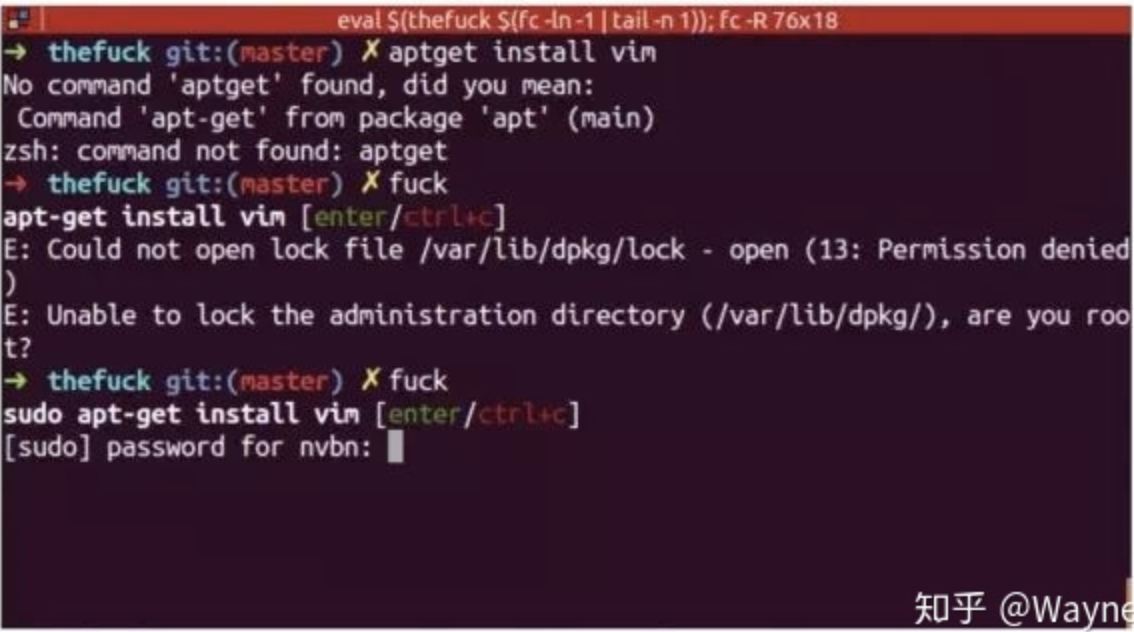 eval $(thefuck $(fc -ln -1 | tail -n 1)); fc -R 76x18
➜ thefuck git:(master) ✗ aptget install vim
No command 'aptget' found, did you mean:
 Command 'apt-get' from package 'apt' (main)
zsh: command not found: aptget
➜ thefuck git:(master) ✗ fuck
apt-get install vim [enter/ctrl+c]
E: Could not open lock file /var/lib/dpkg/lock - open (13: Permission denied
)
E: Unable to lock the administration directory (/var/lib/dpkg/), are you roo
t?
➜ thefuck git:(master) ✗ fuck
sudo apt-get install vim [enter/ctrl+c]
[sudo] password for nvbn:
知乎 @Wayne